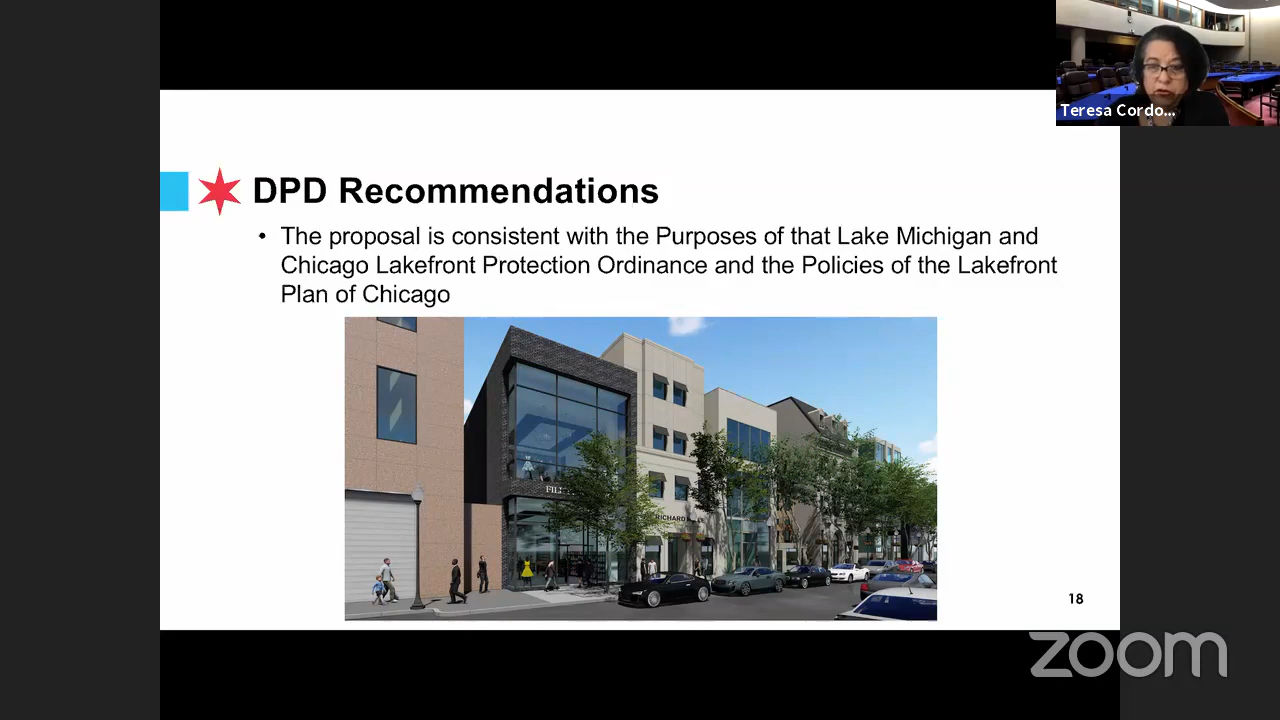 Teresa Cordo...
DPD Recommendations
• The proposal is consistent with the Purposes of that Lake Michigan and
Chicago Lakefront Protection Ordinance and the Policies of the Lakefront
Plan of Chicago
RICHARD
18
zoom